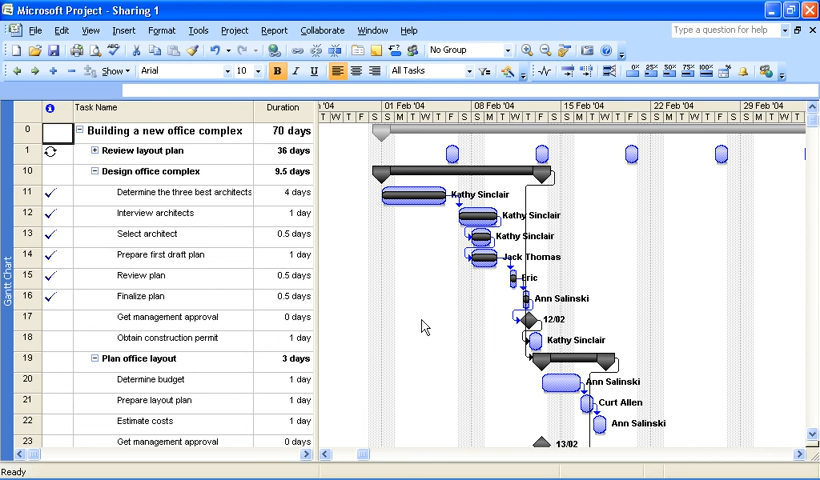 Microsoft Project - Sharing 1
File Edit View Insert Format Tools Project Report Collaborate Window Help
Type a question for help
No Group
Show Arial 10 B I U All Tasks 0% 25% 50% 75% 100%
Task Name Duration
'04 01 Feb '04 08 Feb '04 15 Feb '04 22 Feb '04 29 Feb '04
T W T F S S M T W T F S S M T W T F S S M T W T F S S M T W T F S S M T W T F
0 Building a new office complex 70 days
1 Review layout plan 36 days
10 Design office complex 9.5 days
11 Determine the three best architects 4 days Kathy Sinclair
12 Interview architects 1 day Kathy Sinclair
13 Select architect 0.5 days Kathy Sinclair
14 Prepare first draft plan 1 day Jack Thomas
15 Review plan 0.5 days Eric
16 Finalize plan 0.5 days Ann Salinski
17 Get management approval 0 days 12/02
18 Obtain construction permit 1 day Kathy Sinclair
19 Plan office layout 3 days
20 Determine budget 1 day Ann Salinski
21 Prepare layout plan 1 day Curt Allen
22 Estimate costs 1 day Ann Salinski
23 Get management approval 0 days 13/02
Gantt Chart
Ready